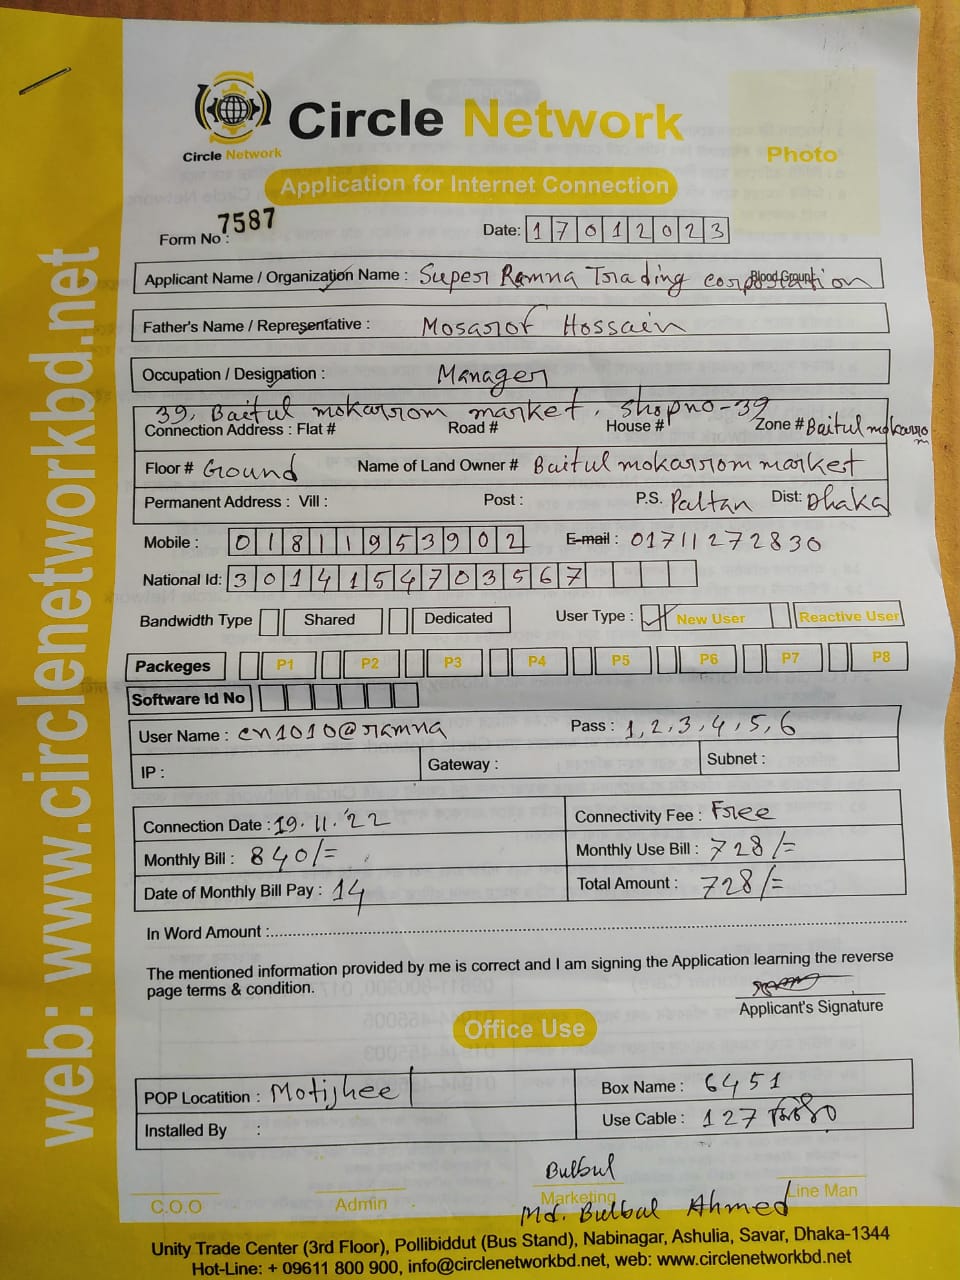 web: www.circlenetworkbd.net
Circle Network
Circle Network
Photo
Application for Internet Connection
Form No : 7587
Date: 17012023
Applicant Name / Organization Name : Super Ramna Trading corporation
Blood Group:
Father's Name / Representative : Mosarof Hossain
Occupation / Designation : Manager
39, Baitul mokarrom market, shop no-39
Connection Address : Flat # Road # House # Zone # Baitul mokarrom
Floor # Ground Name of Land Owner # Baitul mokarrom market
Permanent Address : Vill : Post : P.S. Paltan Dist: Dhaka
Mobile : 01811953902 E-mail : 01711272830
National Id: 3014154703567
Bandwidth Type Shared Dedicated User Type : New User Reactive User
Packeges P1 P2 P3 P4 P5 P6 P7 P8
Software Id No
User Name : cn1010@ramna Pass : 1,2,3,4,5,6
IP : Gateway : Subnet :
Connection Date : 19.11.'22 Connectivity Fee : Free
Monthly Bill : 840/= Monthly Use Bill : 728/=
Date of Monthly Bill Pay : 14 Total Amount : 728/=
In Word Amount :
The mentioned information provided by me is correct and I am signing the Application learning the reverse
page terms & condition.
Applicant's Signature
Office Use
POP Locatition : Motijheel Box Name : 6451
Installed By : Use Cable : 127
Bulbul
C.O.O Admin Marketing Line Man
Md. Bulbul Ahmed
Unity Trade Center (3rd Floor), Pollibiddut (Bus Stand), Nabinagar, Ashulia, Savar, Dhaka-1344
Hot-Line: + 09611 800 900, info@circlenetworkbd.net, web: www.circlenetworkbd.net